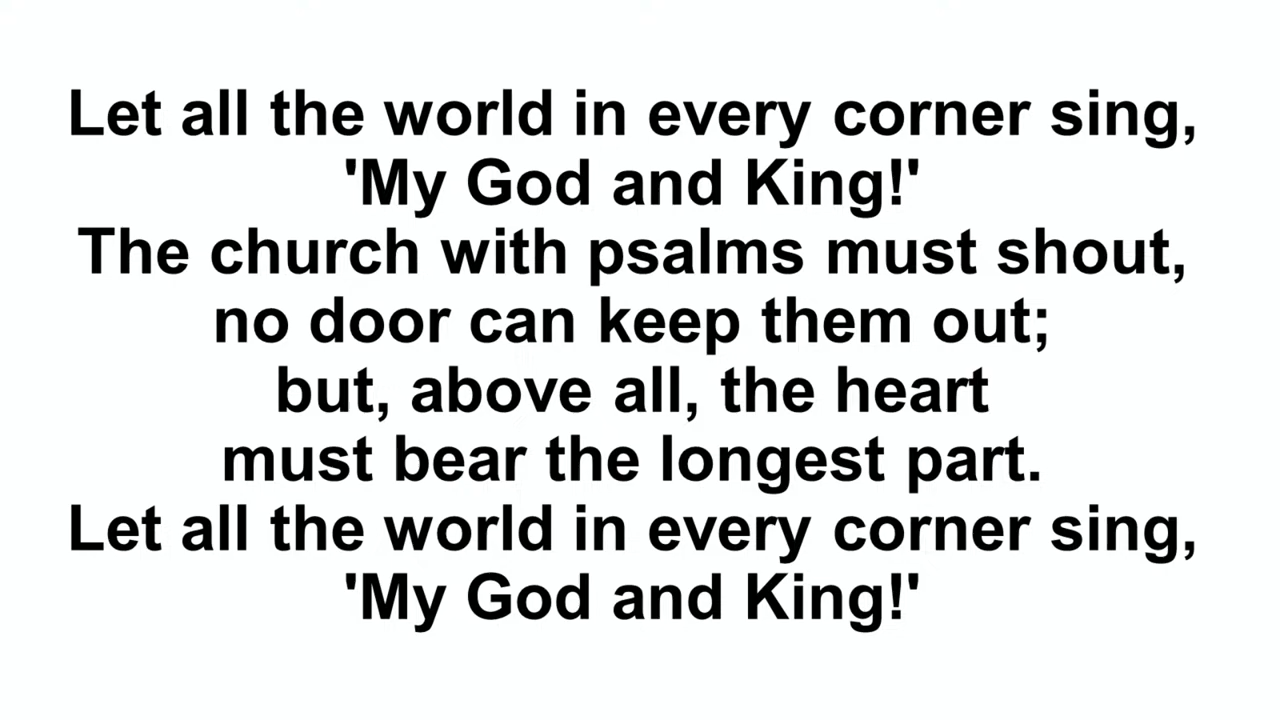 Let all the world in every corner sing,
'My God and King!'
The church with psalms must shout,
no door can keep them out;
but, above all, the heart
must bear the longest part.
Let all the world in every corner sing,
'My God and King!'